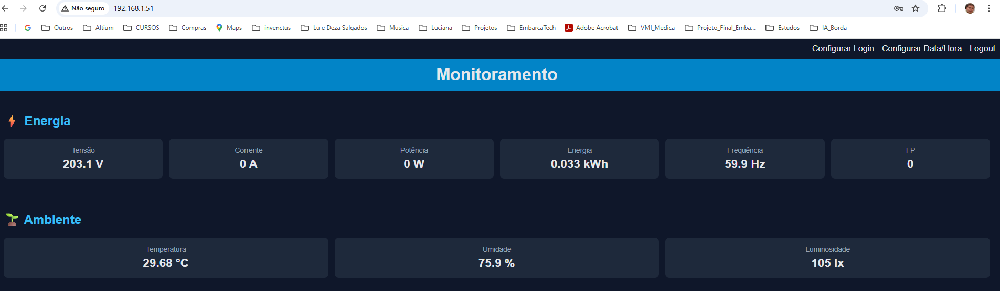 Não seguro 192.168.1.51
Outros Altium CURSOS Compras Maps invenctus Lu e Deza Salgados Musica Luciana Projetos EmbarcaTech Adobe Acrobat VMI_Medica Projeto_Final_Emba... Estudos IA_Borda
Configurar Login Configurar Data/Hora Logout
Monitoramento
Energia
Tensão Corrente Potência Energia Frequência FP
203.1 V 0 A 0 W 0.033 kWh 59.9 Hz 0
Ambiente
Temperatura Umidade Luminosidade
29.68 °C 75.9 % 105 lx